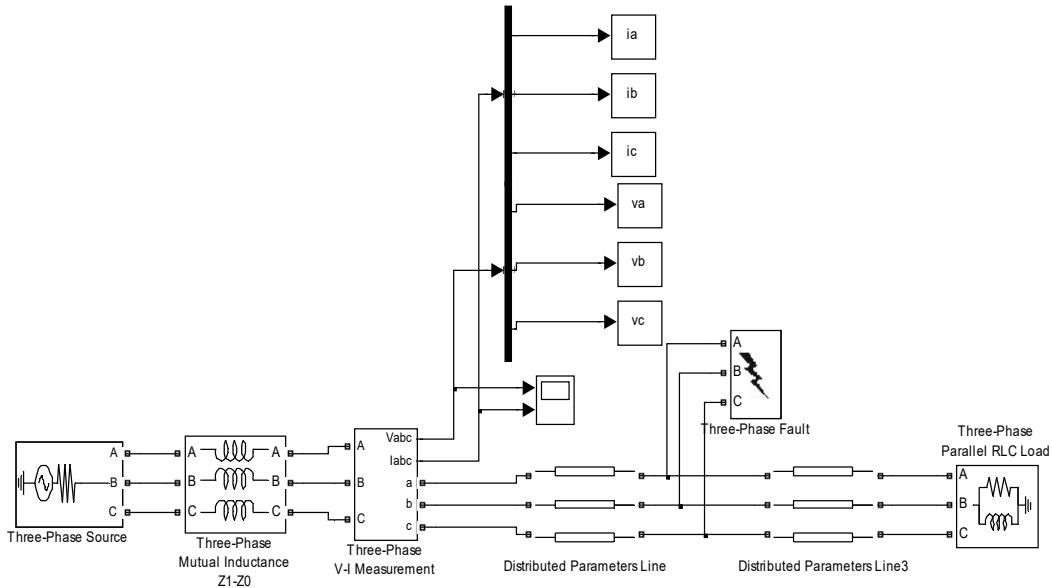 ia
ib
ic
va
vb
vc
A
B
C
Three-Phase Fault
A
B
C
Three-Phase Source
A A
B B
C C
Three-Phase
Mutual Inductance
Z1-Z0
A
B
C
Vabc
Iabc
a
b
c
Three-Phase
V-I Measurement
Distributed Parameters Line
Distributed Parameters Line3
Three-Phase
Parallel RLC Load
A
B
C